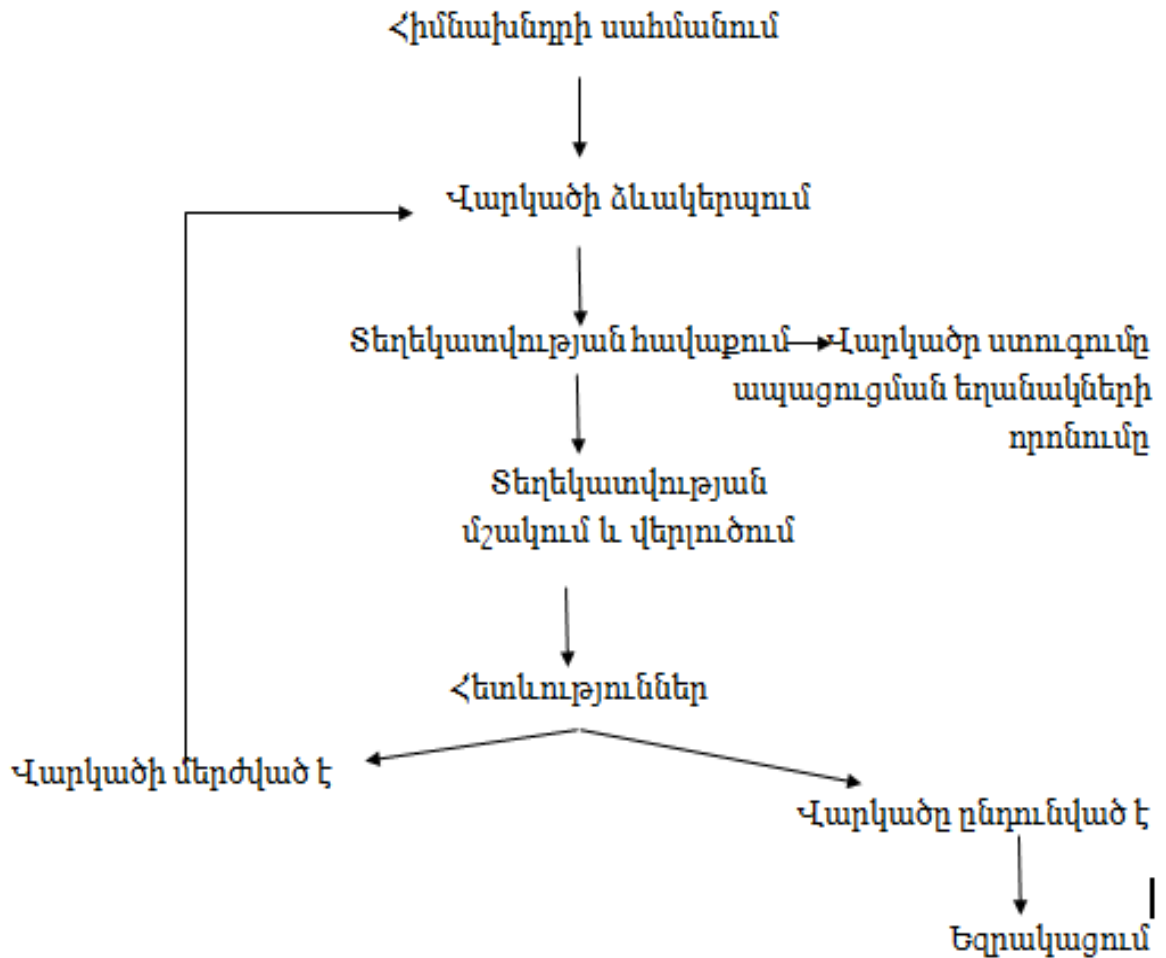 Հիմնախնդրի սահմանում
Վարկածի ձևակերպում
Տեղեկատվության հավաքում
Վարկածր ստուգումը
ապացուցման եղանակների
որոնումը
Տեղեկատվության
մշակում և վերլուծում
Հետևություններ
Վարկածի մերժված է
Վարկածը ընդունված է
Եզրակացում